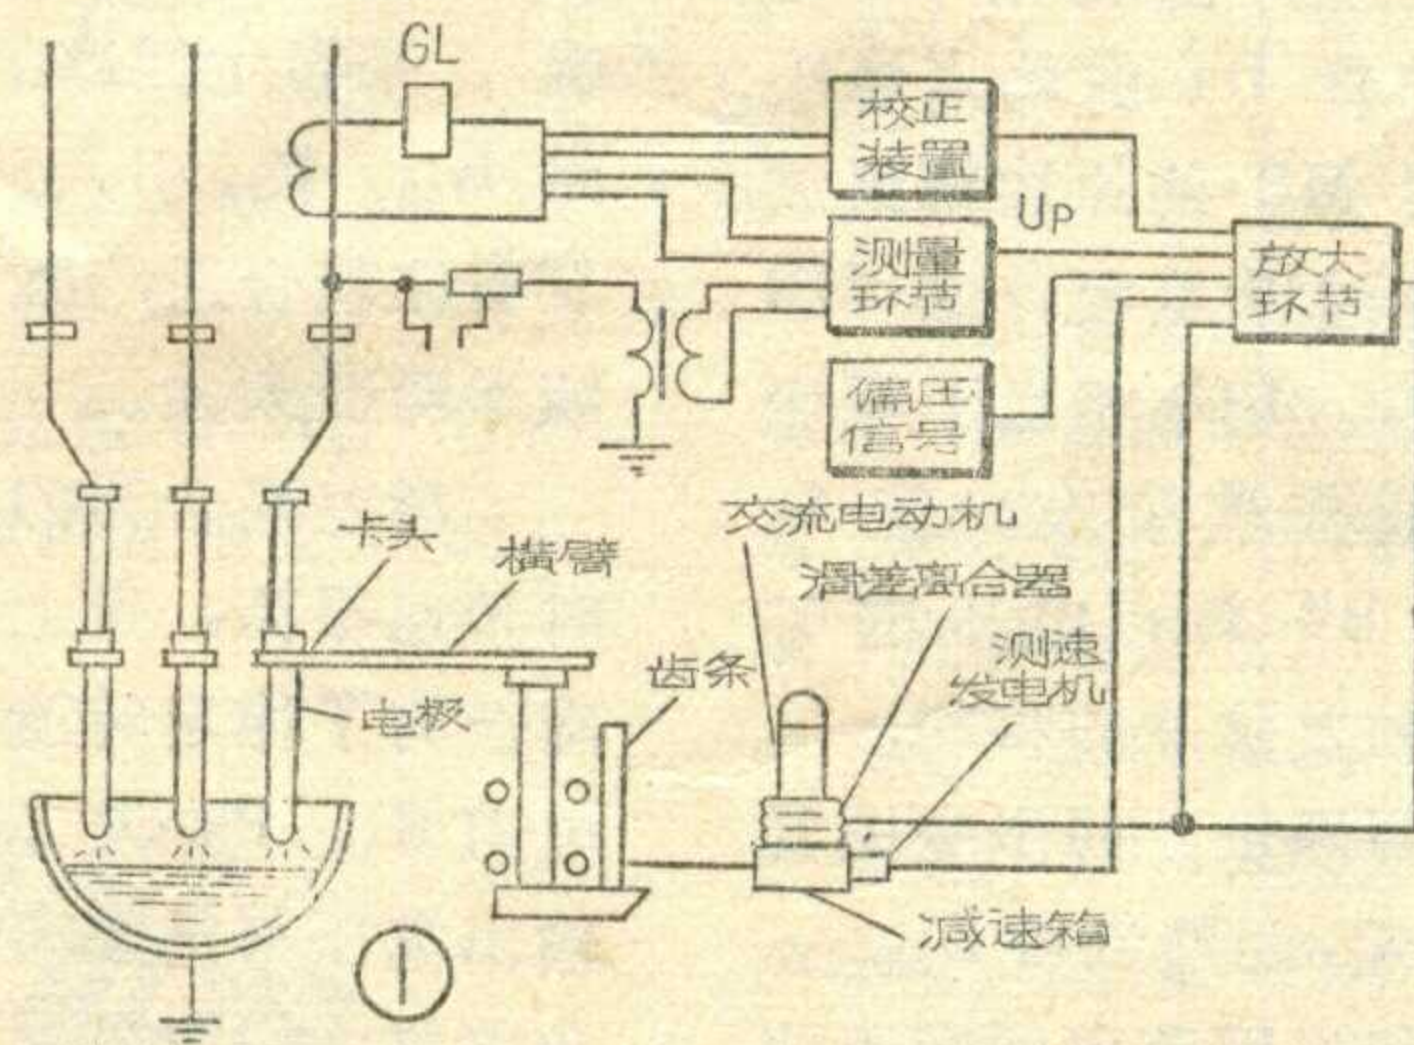 GL
校正
装置
UP
测量
环节
放大
环节
偏压
信号
交流电动机
滑差离合器
卡头
横臂
测速
发电机
齿条
电极
减速箱
1